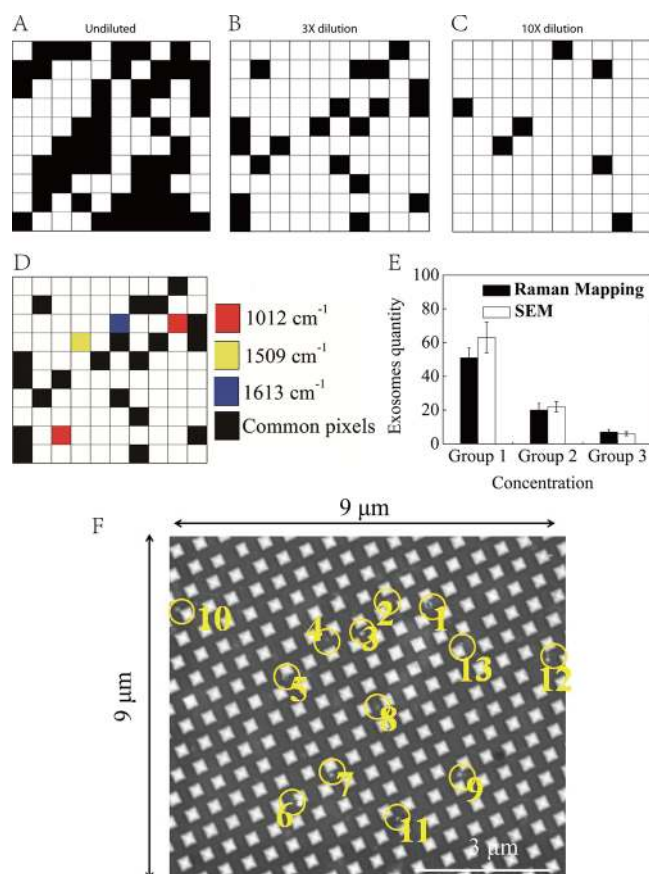 A
Undiluted
B
3X dilution
C
10X dilution
D
1012 cm⁻¹
1509 cm⁻¹
1613 cm⁻¹
Common pixels
E
Exosomes quantity
100
80
60
40
20
0
Raman Mapping
SEM
Group 1 Group 2 Group 3
Concentration
F
9 μm
9 μm
10
4
3
2
1
13
12
5
8
7
9
6
11
3 μm